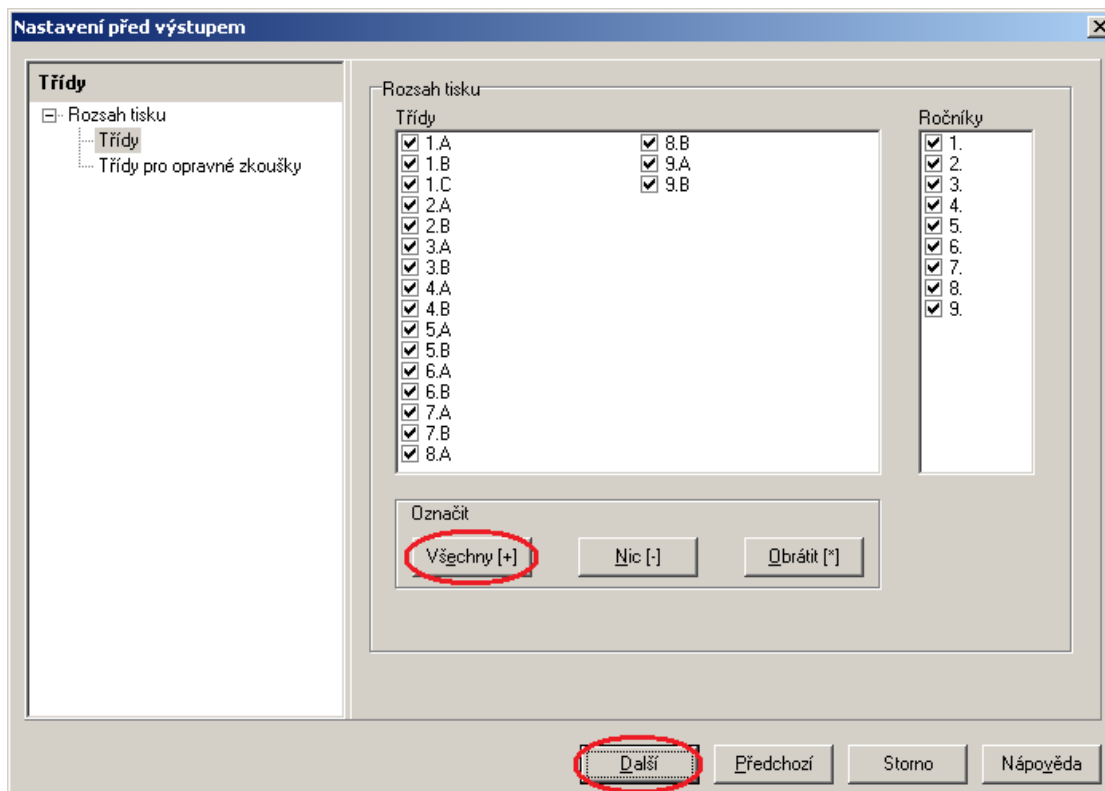 Nastavení před výstupem
Třídy
Rozsah tisku
Třídy
Třídy pro opravné zkoušky
Rozsah tisku
Třídy
1.A
1.B
1.C
2.A
2.B
3.A
3.B
4.A
4.B
5,A
5.B
6.A
6.B
7.A
7.B
8.A
8.B
9.A
9.B
Ročníky
1.
2.
3.
4.
5.
6.
7.
8.
9.
Označit
Všechny [+]
Nic [-]
Obrátit [*]
Další
Předchozí
Storno
Nápověda